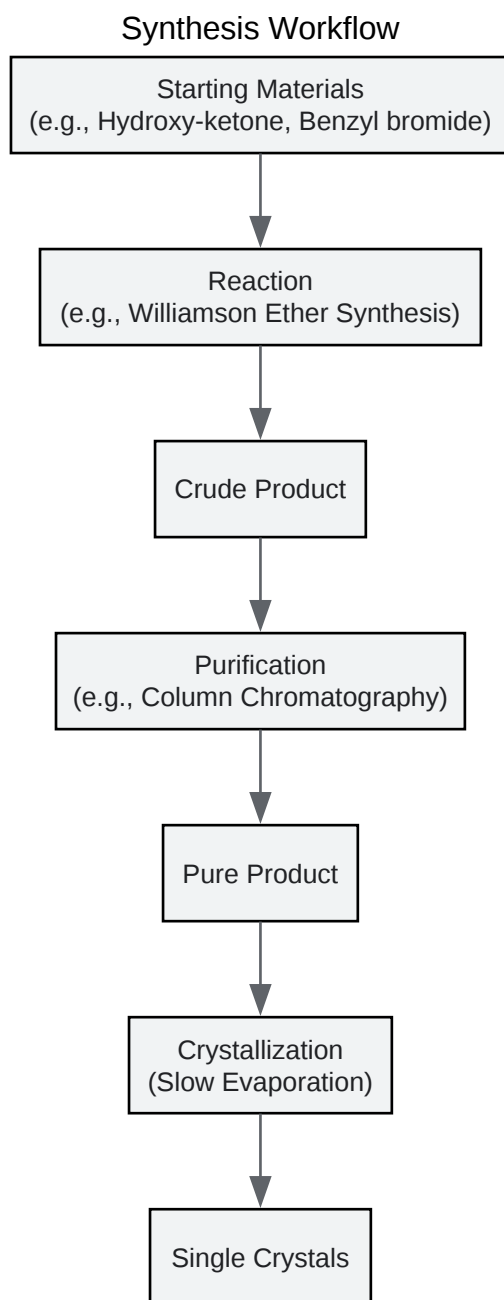 Synthesis Workflow
Starting Materials
(e.g., Hydroxy-ketone, Benzyl bromide)
Reaction
(e.g., Williamson Ether Synthesis)
Crude Product
Purification
(e.g., Column Chromatography)
Pure Product
Crystallization
(Slow Evaporation)
Single Crystals